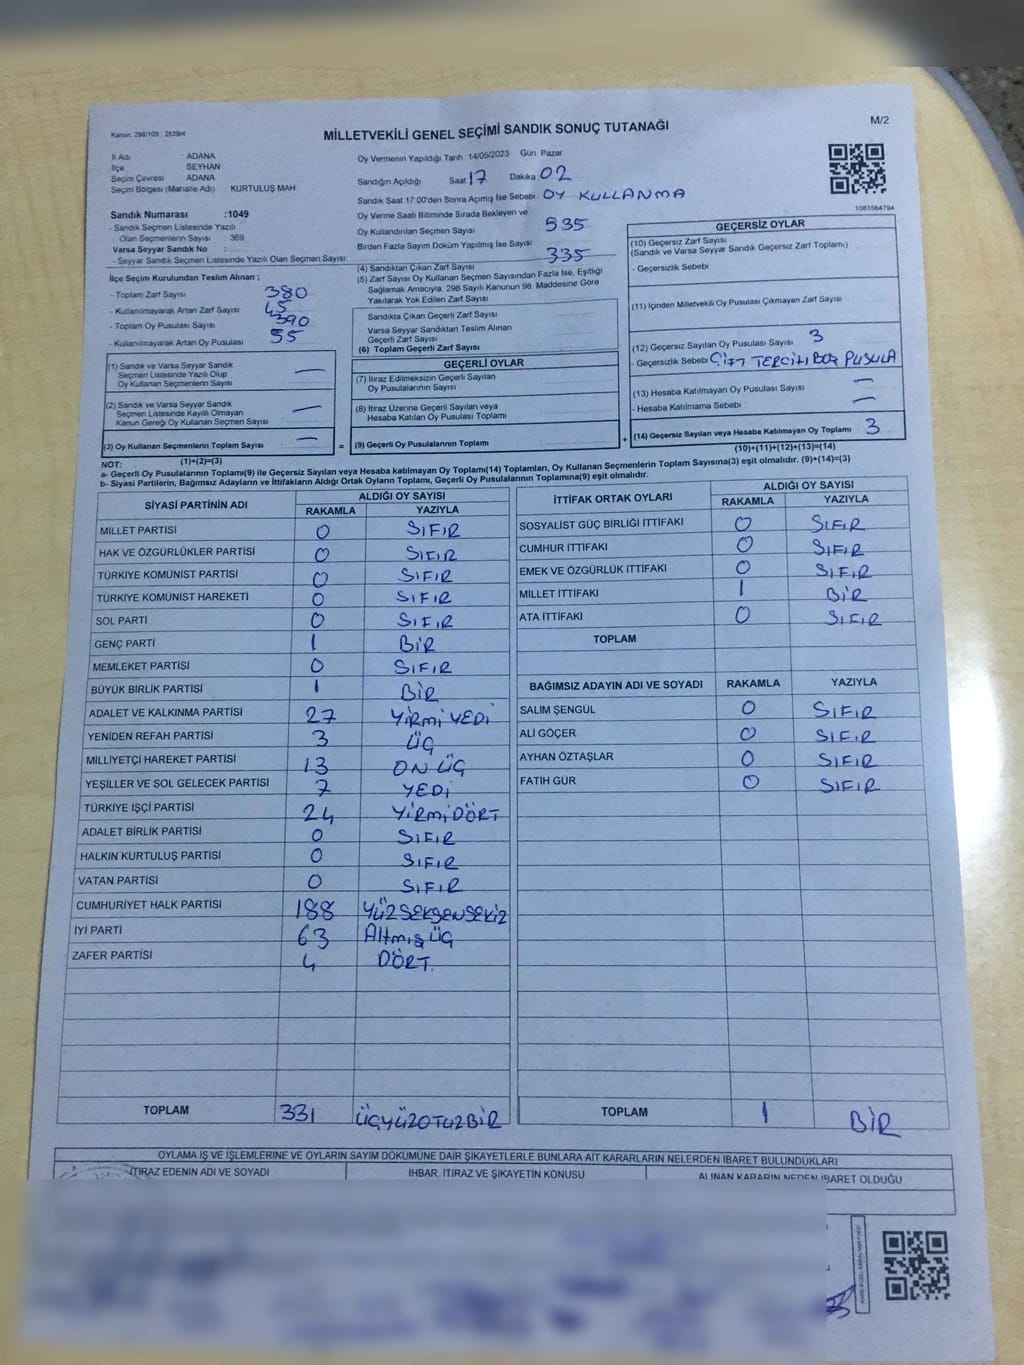 Kanun, 298/105 , 2839/4
MİLLETVEKİLİ GENEL SEÇİMİ SANDIK SONUÇ TUTANAĞI
M/2
İl Adı ADANA
İlçe SEYHAN
Seçim Çevresi ADANA
Seçim Bölgesi (Mahalle Adı) KURTULUŞ MAH
Oy Vermenin Yapıldığı Tarih 14/05/2023 Gün. Pazar
Sandığın Açıldığı Saat 17 Dakika 02
Sandık Saat 17.00'den Sonra Açılmış İse Sebebi OY KULLANMA
Oy Verme Saati Bitiminde Sırada Bekleyen ve
Oy Kullandırılan Seçmen Sayısı
Birden Fazla Sayım Döküm Yapılmış İse Sayısı
335
1083564794
Sandık Numarası :1049
- Sandık Seçmen Listesinde Yazılı
Olan Seçmenlerin Sayısı 369
Varsa Seyyar Sandık No :
- Seyyar Sandık Seçmen Listesinde Yazılı Olan Seçmen Sayısı
İlçe Seçim Kurulundan Teslim Alınan ;
- Toplam Zarf Sayısı 380
- Kullanılmayarak Artan Zarf Sayısı 45
- Toplam Oy Pusulası Sayısı 390
- Kullanılmayarak Artan Oy Pusulası 55
(1) Sandık ve Varsa Seyyar Sandık
Seçmen Listesinde Yazılı Olup
Oy Kullanan Seçmenlerin Sayısı —
(2) Sandık ve Varsa Seyyar Sandık
Seçmen Listesinde Kayıtlı Olmayan
Kanun Gereği Oy Kullanan Seçmen Sayısı —
(3) Oy Kullanan Seçmenlerin Toplam Sayısı —
(1)+(2)=(3)
(4) Sandıktan Çıkan Zarf Sayısı
(5) Zarf Sayısı Oy Kullanan Seçmen Sayısından Fazla İse, Eşitliği
Sağlamak Amacıyla, 298 Sayılı Kanunun 98. Maddesine Göre
Yakılarak Yok Edilen Zarf Sayısı
Sandıkta Çıkan Geçerli Zarf Sayısı
Varsa Seyyar Sandıktan Teslim Alınan
Geçerli Zarf Sayısı
(6) Toplam Geçerli Zarf Sayısı
GEÇERLİ OYLAR
(7) İtiraz Edilmeksizin Geçerli Sayılan
Oy Pusulalarının Sayısı
(8) İtiraz Üzerine Geçerli Sayılan veya
Hesaba Katılan Oy Pusulası Toplamı
= (9) Geçerli Oy Pusulalarının Toplamı +
GEÇERSİZ OYLAR
(10) Geçersiz Zarf Sayısı
(Sandık ve Varsa Seyyar Sandık Geçersiz Zarf Toplamı)
- Geçersizlik Sebebi
(11) İçinden Milletvekili Oy Pusulası Çıkmayan Zarf Sayısı
(12) Geçersiz Sayılan Oy Pusulası Sayısı 3
- Geçersizlik Sebebi ÇİFT TERCİH BOŞ PUSULA
(13) Hesaba Katılmayan Oy Pusulası Sayısı —
- Hesaba Katılmama Sebebi —
(14) Geçersiz Sayılan veya Hesaba Katılmayan Oy Toplamı 3
(10)+(11)+(12)+(13)=(14)
NOT:
a- Geçerli Oy Pusulalarının Toplamı(9) ile Geçersiz Sayılan veya Hesaba katılmayan Oy Toplamı(14) Toplamları, Oy Kullanan Seçmenlerin Toplam Sayısına(3) eşit olmalıdır. (9)+(14)=(3)
b- Siyasi Partilerin, Bağımsız Adayların ve İttifakların Aldığı Ortak Oyların Toplamı, Geçerli Oy Pusulalarının Toplamına(9) eşit olmalıdır.
SİYASİ PARTİNİN ADI ALDIĞI OY SAYISI
RAKAMLA YAZIYLA
MİLLET PARTİSİ 0 SIFIR
HAK VE ÖZGÜRLÜKLER PARTİSİ 0 SIFIR
TÜRKİYE KOMÜNİST PARTİSİ 0 SIFIR
TÜRKİYE KOMÜNİST HAREKETİ 0 SIFIR
SOL PARTİ 0 SIFIR
GENÇ PARTİ 1 BİR
MEMLEKET PARTİSİ 0 SIFIR
BÜYÜK BİRLİK PARTİSİ 1 BİR
ADALET VE KALKINMA PARTİSİ 27 YİRMİ YEDİ
YENİDEN REFAH PARTİSİ 3 ÜÇ
MİLLİYETÇİ HAREKET PARTİSİ 13 ON ÜÇ
YEŞİLLER VE SOL GELECEK PARTİSİ 7 YEDİ
TÜRKİYE İŞÇİ PARTİSİ 24 YİRMİ DÖRT
ADALET BİRLİK PARTİSİ 0 SIFIR
HALKIN KURTULUŞ PARTİSİ 0 SIFIR
VATAN PARTİSİ 0 SIFIR
CUMHURİYET HALK PARTİSİ 188 YÜZSEKSENSEKİZ
İYİ PARTİ 63 Altmış ÜÇ
ZAFER PARTİSİ 4 DÖRT.
TOPLAM 331 ÜÇYÜZOTUZBİR
İTTİFAK ORTAK OYLARI ALDIĞI OY SAYISI
RAKAMLA YAZIYLA
SOSYALİST GÜÇ BİRLİĞİ İTTİFAKI 0 SIFIR
CUMHUR İTTİFAKI 0 SIFIR
EMEK VE ÖZGÜRLÜK İTTİFAKI 0 SIFIR
MİLLET İTTİFAKI 1 BİR
ATA İTTİFAKI 0 SIFIR
TOPLAM
BAĞIMSIZ ADAYIN ADI VE SOYADI RAKAMLA YAZIYLA
SALİM ŞENGÜL 0 SIFIR
ALİ GÖÇER 0 SIFIR
AYHAN ÖZTAŞLAR 0 SIFIR
FATİH GÜR 0 SIFIR
TOPLAM 1 BİR
OYLAMA İŞ VE İŞLEMLERİNE VE OYLARIN SAYIM DÖKÜMÜNE DAİR ŞİKAYETLERLE BUNLARA AİT KARARLARIN NELERDEN İBARET BULUNDUKLARI
İTİRAZ EDENİN ADI VE SOYADI İHBAR, İTİRAZ VE ŞİKAYETİN KONUSU ALINAN KARARIN NEDEN İBARET OLDUĞU